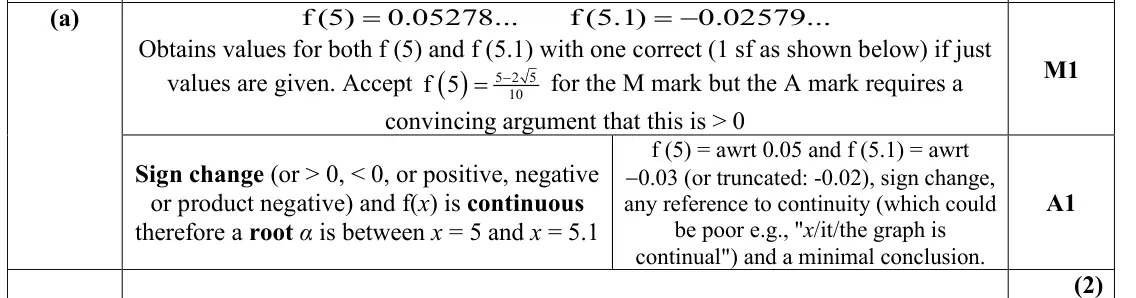 (a)
f(5) = 0.05278... f(5.1) = −0.02579...
Obtains values for both f (5) and f (5.1) with one correct (1 sf as shown below) if just
values are given. Accept f (5) = (5−2√5)/10 for the M mark but the A mark requires a
convincing argument that this is > 0
M1
Sign change (or > 0, < 0, or positive, negative
or product negative) and f(x) is continuous
therefore a root α is between x = 5 and x = 5.1
f (5) = awrt 0.05 and f (5.1) = awrt
−0.03 (or truncated: -0.02), sign change,
any reference to continuity (which could
be poor e.g., "x/it/the graph is
continual") and a minimal conclusion.
A1
(2)